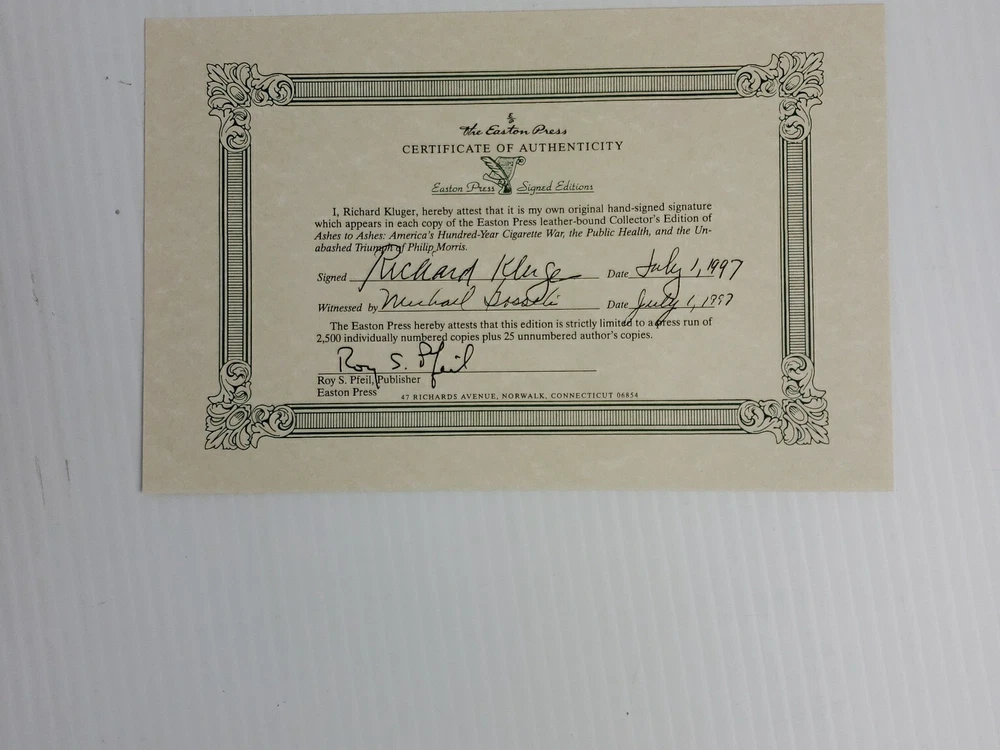 The Easton Press
CERTIFICATE OF AUTHENTICITY
Easton Press Signed Editions
I, Richard Kluger, hereby attest that it is my own original hand-signed signature
which appears in each copy of the Easton Press leather-bound Collector's Edition of
Ashes to Ashes: America's Hundred-Year Cigarette War, the Public Health, and the Un-
abashed Triumph of Philip Morris.
Signed Richard Kluger Date July 1, 1997
Witnessed by Michael Date July 1, 1997
The Easton Press hereby attests that this edition is strictly limited to a press run of
2,500 individually numbered copies plus 25 unnumbered author's copies.
Roy S. Pfeil
Roy S. Pfeil, Publisher
Easton Press
47 RICHARDS AVENUE, NORWALK, CONNECTICUT 06854